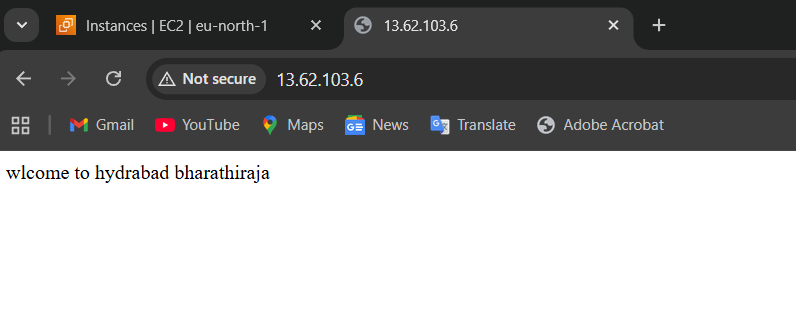 Instances | EC2 | eu-north-1
13.62.103.6
Not secure
13.62.103.6
Gmail
YouTube
Maps
News
Translate
Adobe Acrobat
wlcome to hydrabad bharathiraja